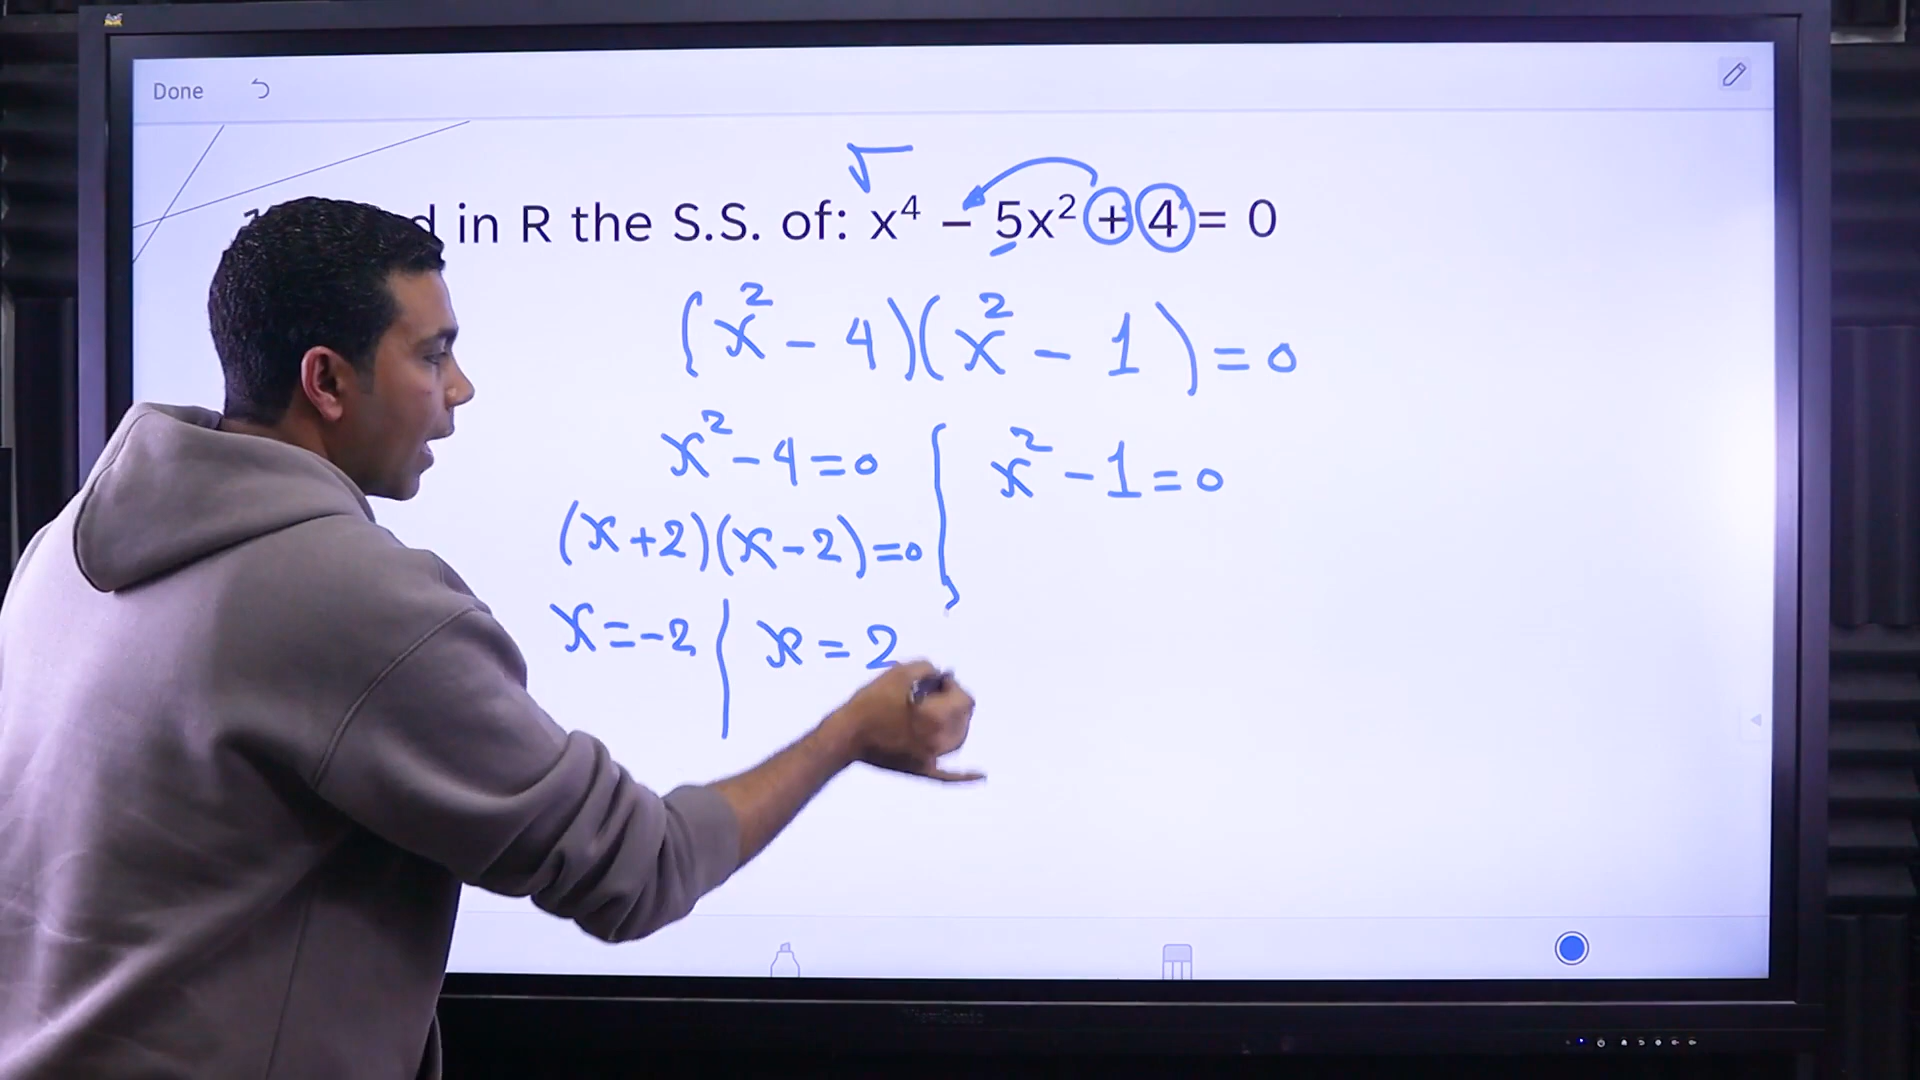 Done
d in R the S.S. of: x⁴ − 5x² + 4 = 0
√
(x² − 4)(x² − 1) = 0
x² − 4 = 0 x² − 1 = 0
(x + 2)(x − 2) = 0
x = −2 | x = 2
ViewSonic